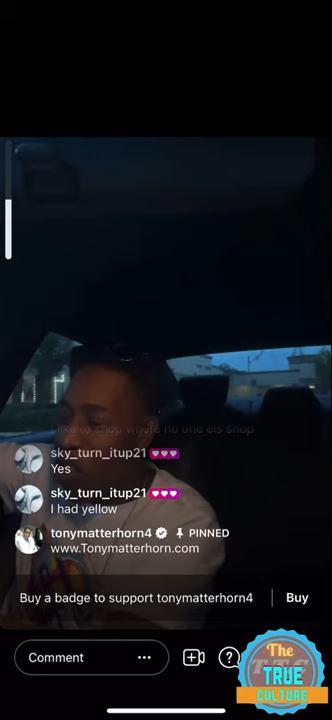 I like to shop where no one els shop
sky_turn_itup21
Yes
sky_turn_itup21
I had yellow
tonymatterhorn4 PINNED
www.Tonymatterhorn.com
Buy a badge to support tonymatterhorn4 Buy
Comment
The
TRUE
CULTURE